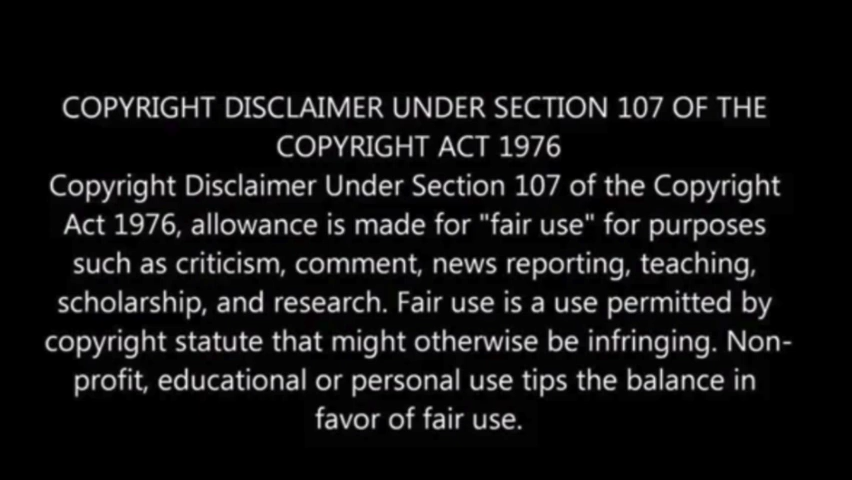 COPYRIGHT DISCLAIMER UNDER SECTION 107 OF THE
COPYRIGHT ACT 1976
Copyright Disclaimer Under Section 107 of the Copyright
Act 1976, allowance is made for "fair use" for purposes
such as criticism, comment, news reporting, teaching,
scholarship, and research. Fair use is a use permitted by
copyright statute that might otherwise be infringing. Non-
profit, educational or personal use tips the balance in
favor of fair use.